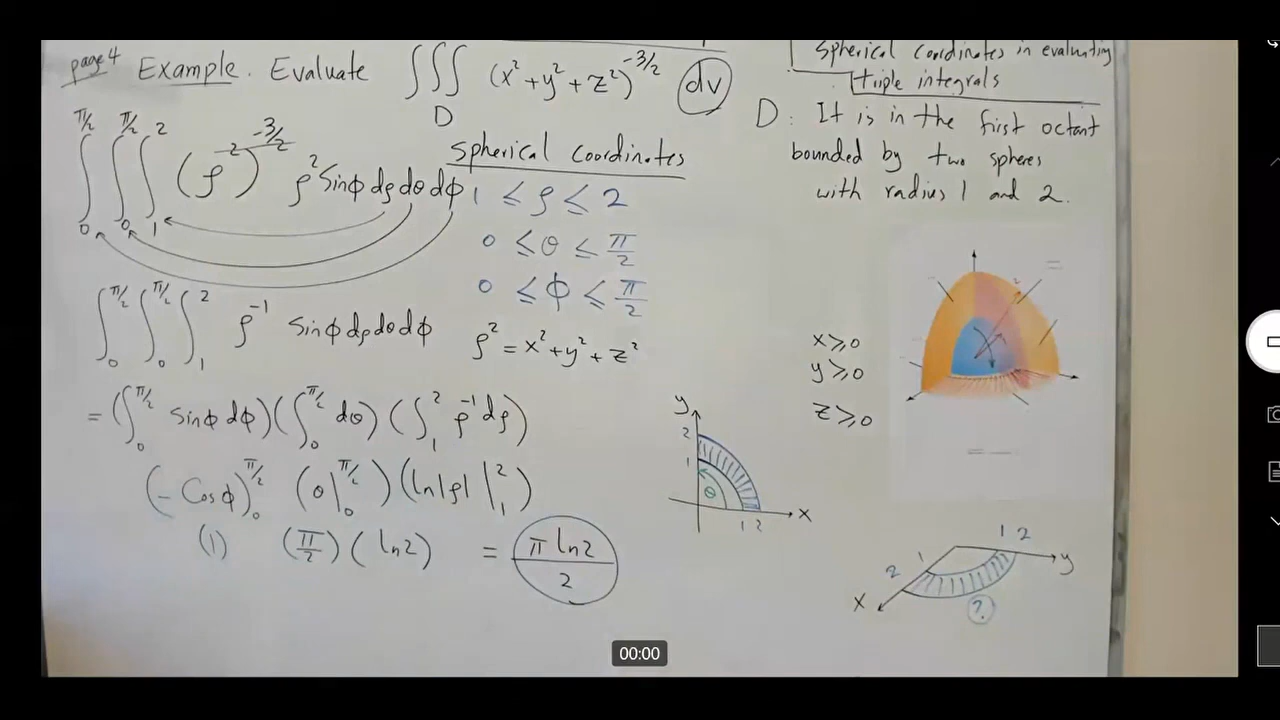 page 4 Example. Evaluate ∫∫∫ (x² + y² + z²)^{-3/2} dv
D
∫₀^{π/2} ∫₀^{π/2} ∫₁² (ρ²)^{-3/2} ρ² sinϕ dρ dθ dϕ
∫₀^{π/2} ∫₀^{π/2} ∫₁² ρ⁻¹ sinϕ dρ dθ dϕ
= (∫₀^{π/2} sinϕ dϕ)(∫₀^{π/2} dθ)(∫₁² ρ⁻¹ dρ)
(- Cosϕ)₀^{π/2} (θ|₀^{π/2})(ln|ρ| |₁²)
(1) (π/2)(ln2) = π ln2 / 2
Spherical coordinates
1 ≤ ρ ≤ 2
0 ≤ θ ≤ π/2
0 ≤ ϕ ≤ π/2
ρ² = x² + y² + z²
Spherical coordinates in evaluating
triple integrals
D: It is in the first octant
bounded by two spheres
with radius 1 and 2.
x ≥ 0
y ≥ 0
z ≥ 0
2
y
2
1
θ
1 2
x
1 2
1
2
y
x
?
00:00